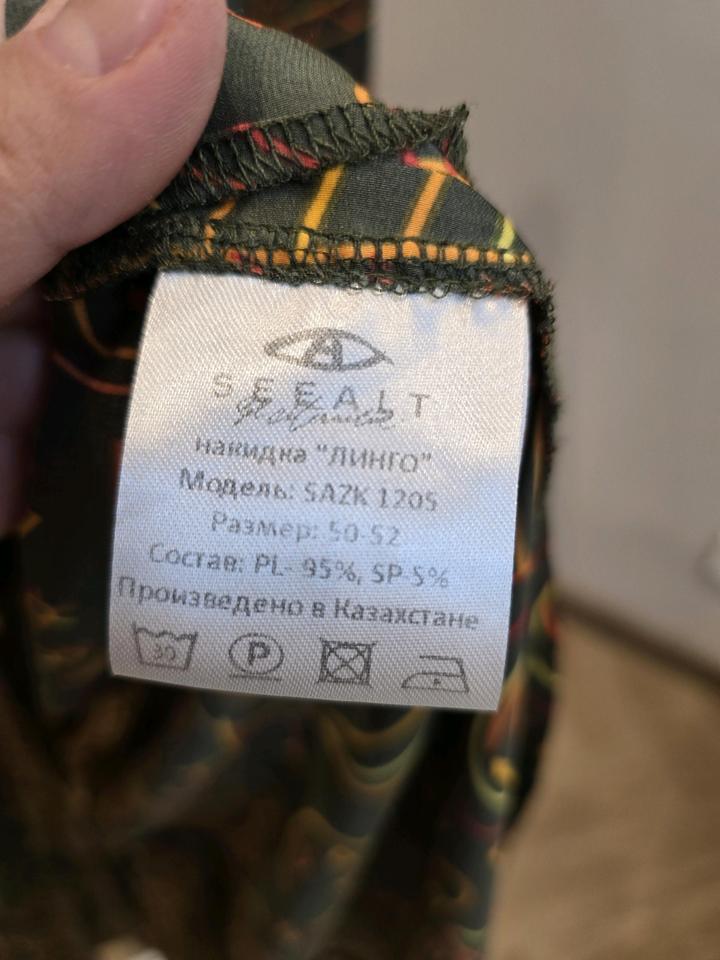 SEEALT
накидка "ЛИНГО"
Модель: SAZK 1205
Размер: 50-52
Состав: PL- 95%, SP-5%
Произведено в Казахстане
30 P